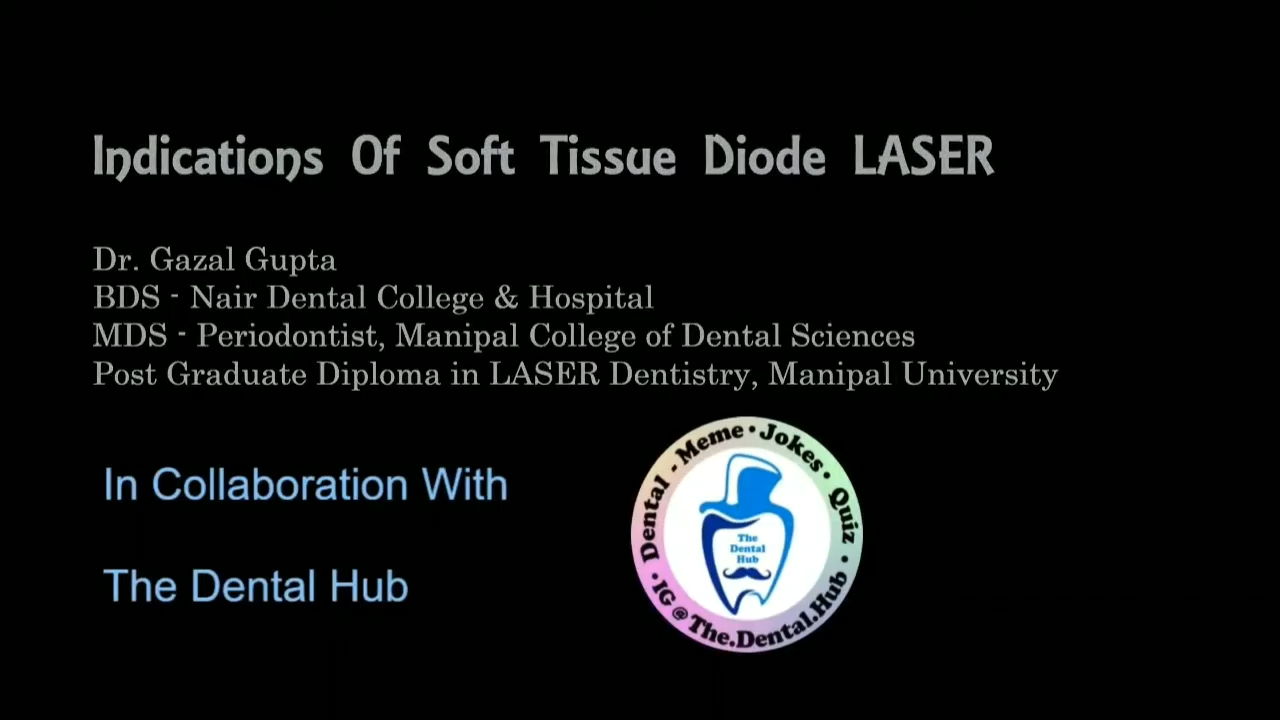 Indications Of Soft Tissue Diode LASER
Dr. Gazal Gupta
BDS - Nair Dental College & Hospital
MDS - Periodontist, Manipal College of Dental Sciences
Post Graduate Diploma in LASER Dentistry, Manipal University
In Collaboration With
The Dental Hub
Dental - Meme • Jokes • Quiz •
The
Dental
Hub
• IG @ The.Dental.Hub